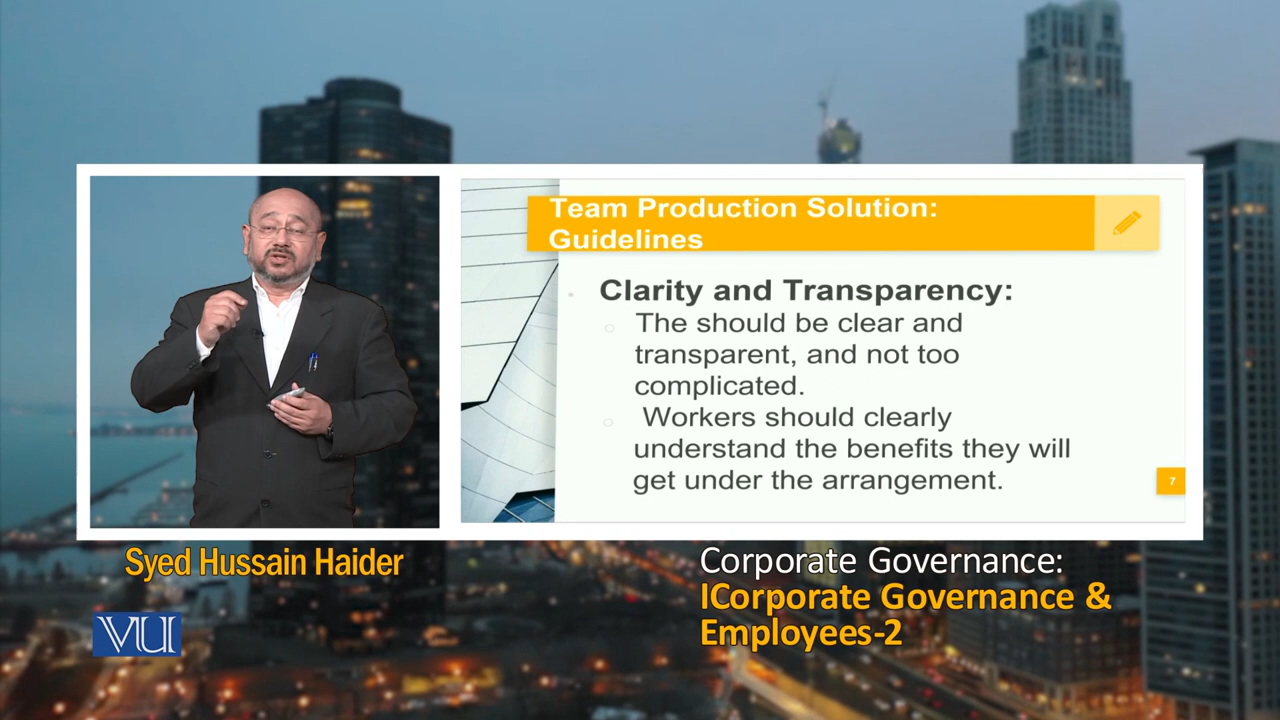 Team Production Solution:
Guidelines
Clarity and Transparency:
The should be clear and
transparent, and not too
complicated.
Workers should clearly
understand the benefits they will
get under the arrangement.
7
Syed Hussain Haider
VU
Corporate Governance:
ICorporate Governance &
Employees-2